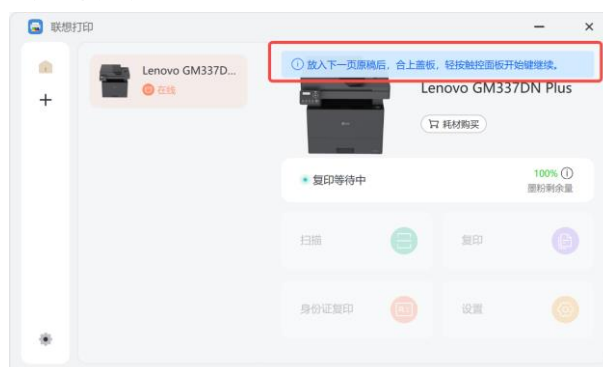 联想打印
Lenovo GM337D...
在线
放入下一页原稿后，合上盖板，轻按触控面板开始键继续。
Lenovo GM337DN Plus
耗材购买
复印等待中
100%
墨粉剩余量
扫描
复印
身份证复印
设置